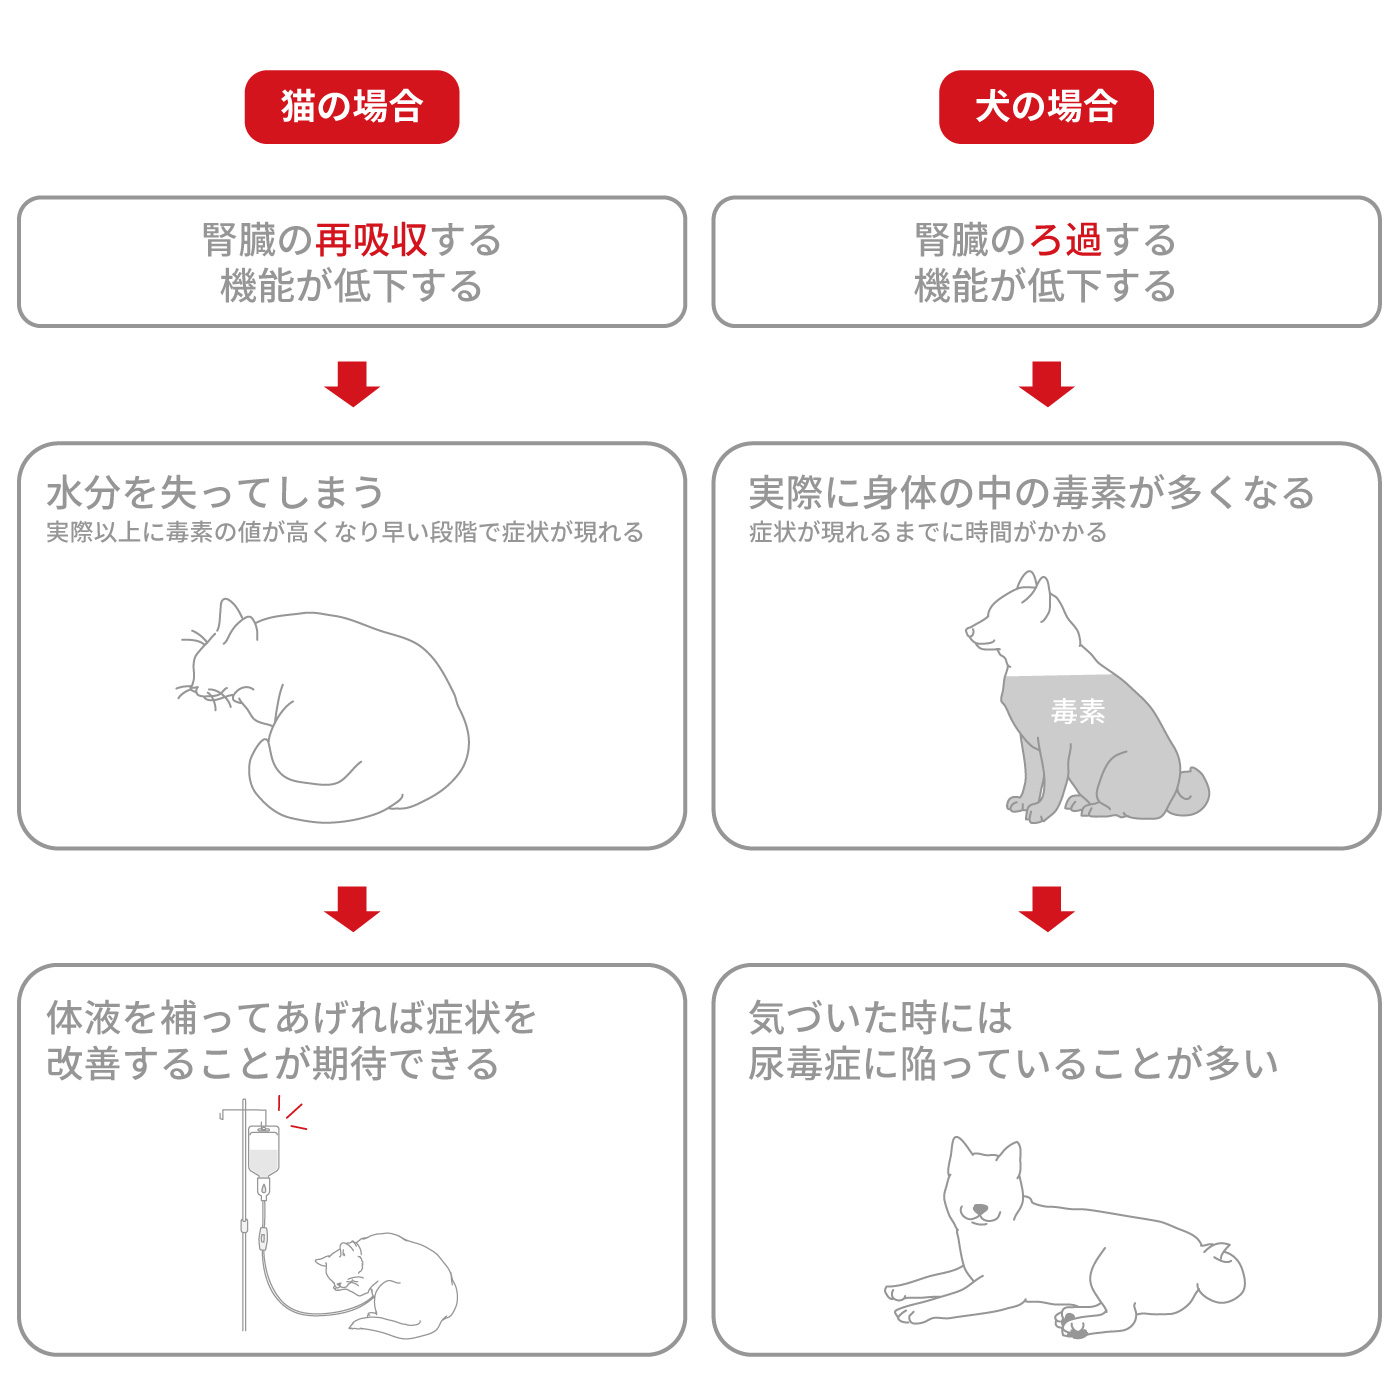 猫の場合
腎臓の再吸収する
機能が低下する
水分を失ってしまう
実際以上に毒素の値が高くなり早い段階で症状が現れる
体液を補ってあげれば症状を
改善することが期待できる
犬の場合
腎臓のろ過する
機能が低下する
実際に身体の中の毒素が多くなる
症状が現れるまでに時間がかかる
毒素
気づいた時には
尿毒症に陥っていることが多い